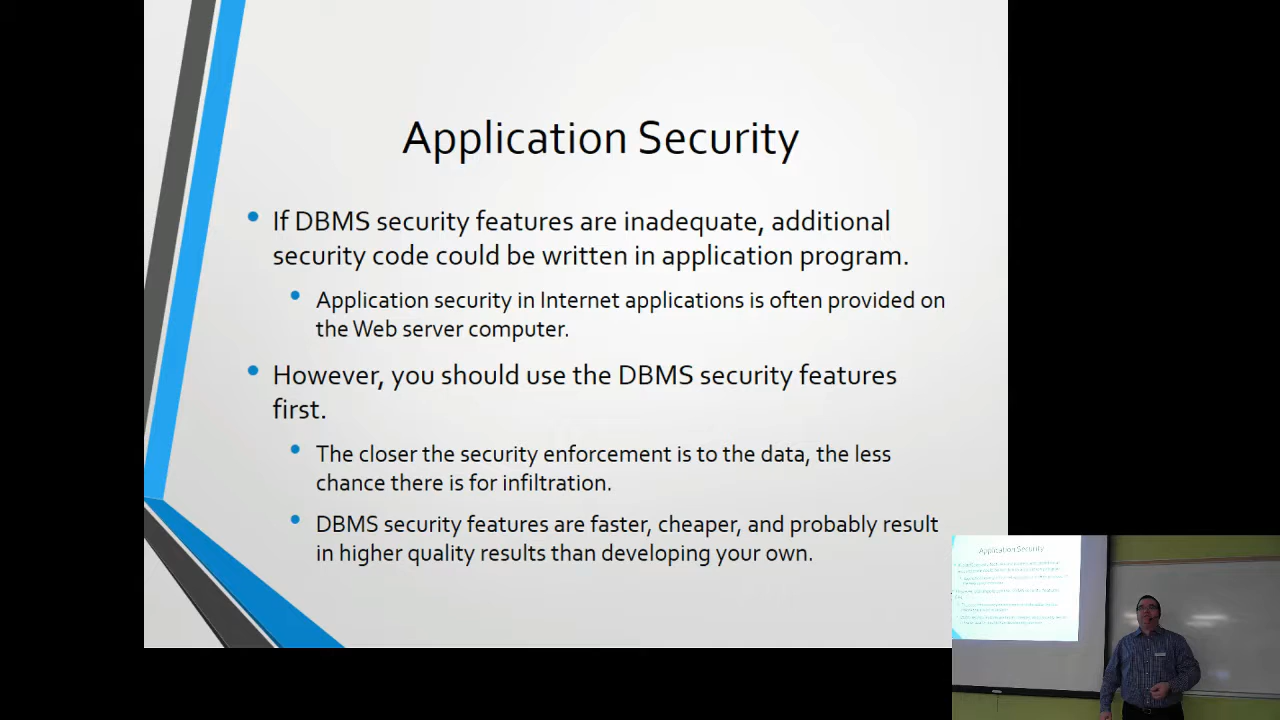 Application Security
If DBMS security features are inadequate, additional
security code could be written in application program.
Application security in Internet applications is often provided on
the Web server computer.
However, you should use the DBMS security features
first.
The closer the security enforcement is to the data, the less
chance there is for infiltration.
DBMS security features are faster, cheaper, and probably result
in higher quality results than developing your own.
Application Security